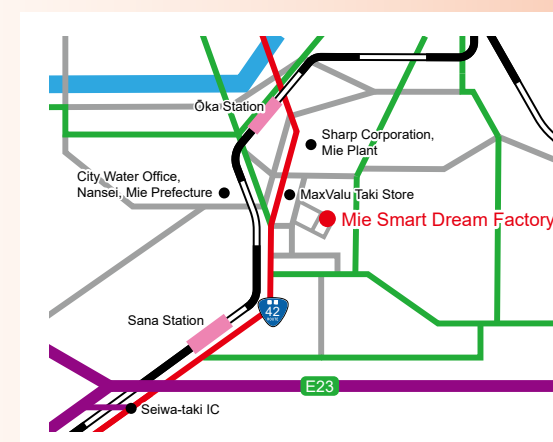 Ōka Station
Sharp Corporation,
Mie Plant
City Water Office,
Nansei, Mie Prefecture
MaxValu Taki Store
Mie Smart Dream Factory
42
ROUTE
Sana Station
E23
Seiwa-taki IC